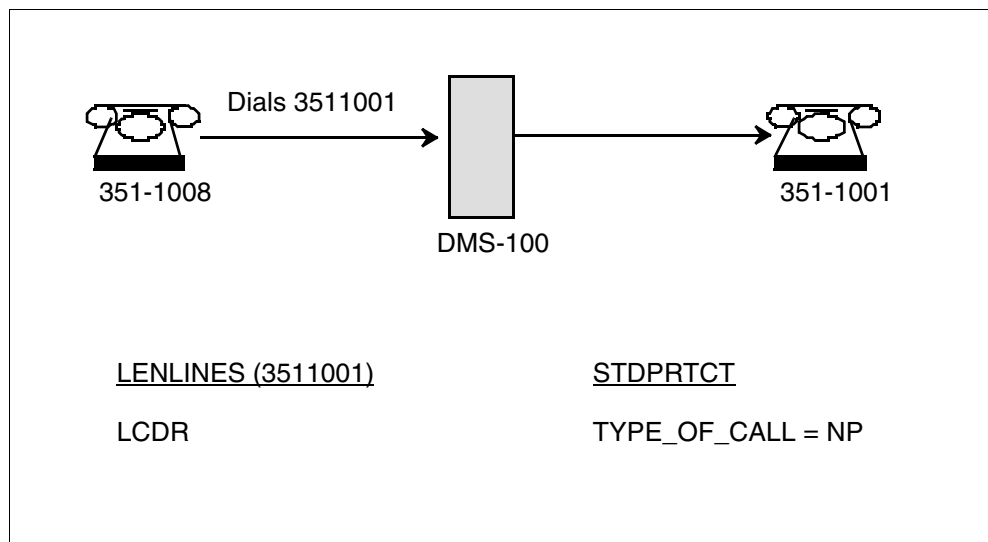 Dials 3511001
351-1008
351-1001
DMS-100
LENLINES (3511001)
STDPRTCT
LCDR
TYPE_OF_CALL = NP